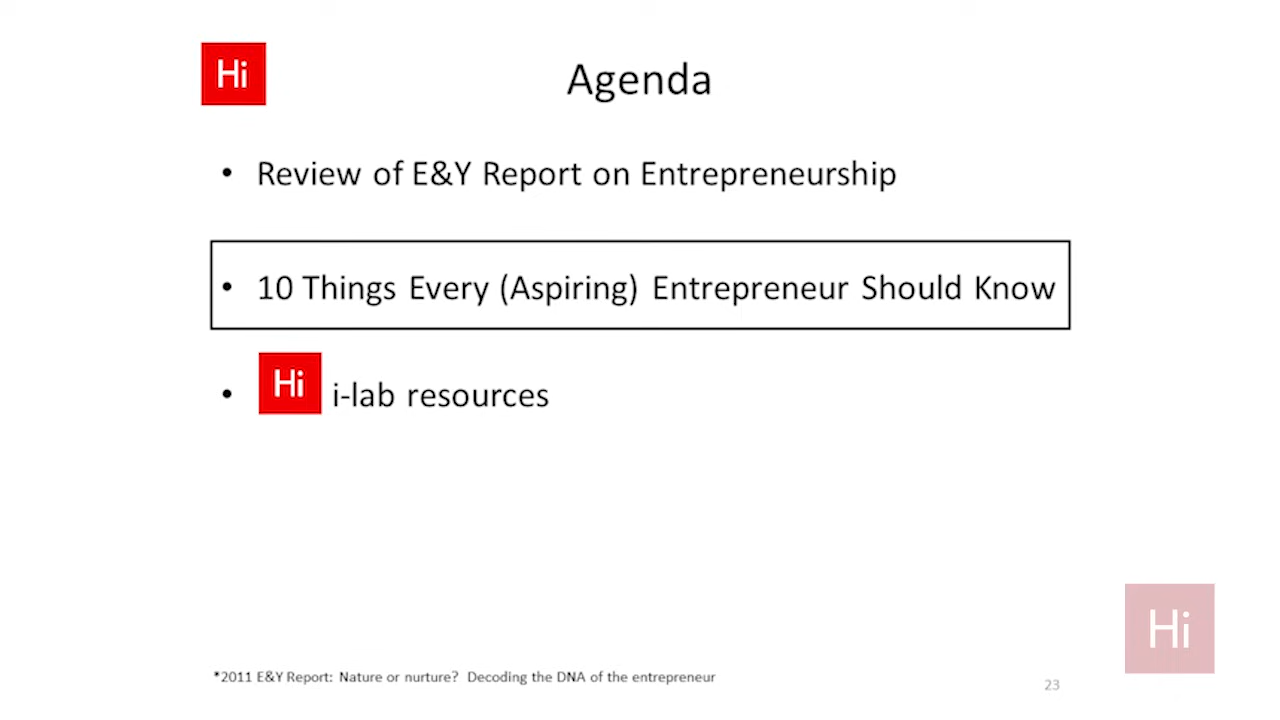 Hi
Agenda
• Review of E&Y Report on Entrepreneurship
• 10 Things Every (Aspiring) Entrepreneur Should Know
• Hi i-lab resources
Hi
*2011 E&Y Report: Nature or nurture? Decoding the DNA of the entrepreneur
23